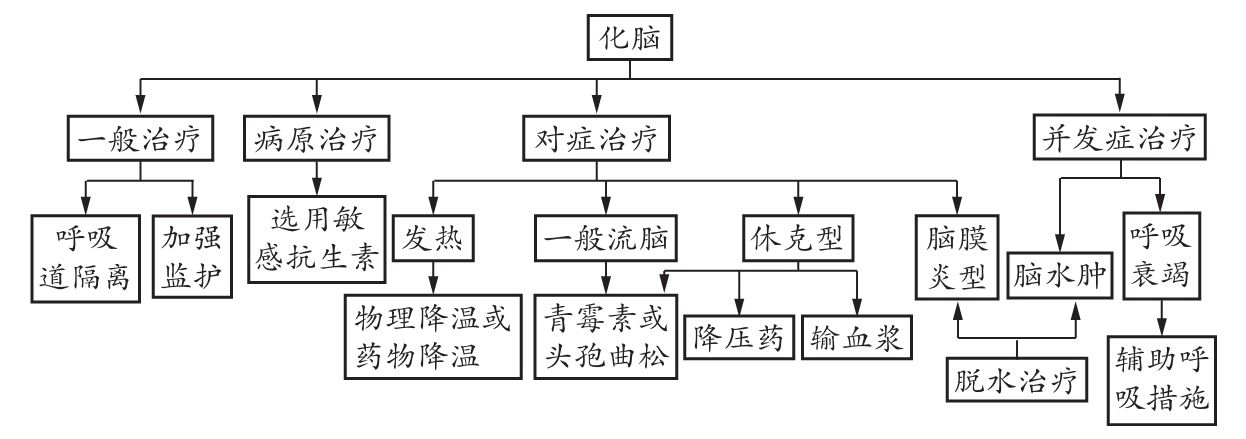 化脑
一般治疗
病原治疗
对症治疗
并发症治疗
呼吸
道隔离
加强
监护
选用敏
感抗生素
发热
一般流脑
休克型
脑膜
炎型
脑水肿
呼吸
衰竭
物理降温或
药物降温
青霉素或
头孢曲松
降压药
输血浆
脱水治疗
辅助呼
吸措施